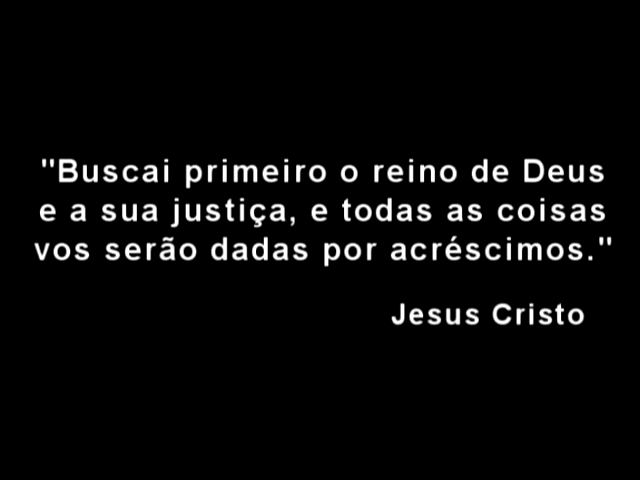 "Buscai primeiro o reino de Deus
e a sua justiça, e todas as coisas
vos serão dadas por acréscimos."
Jesus Cristo